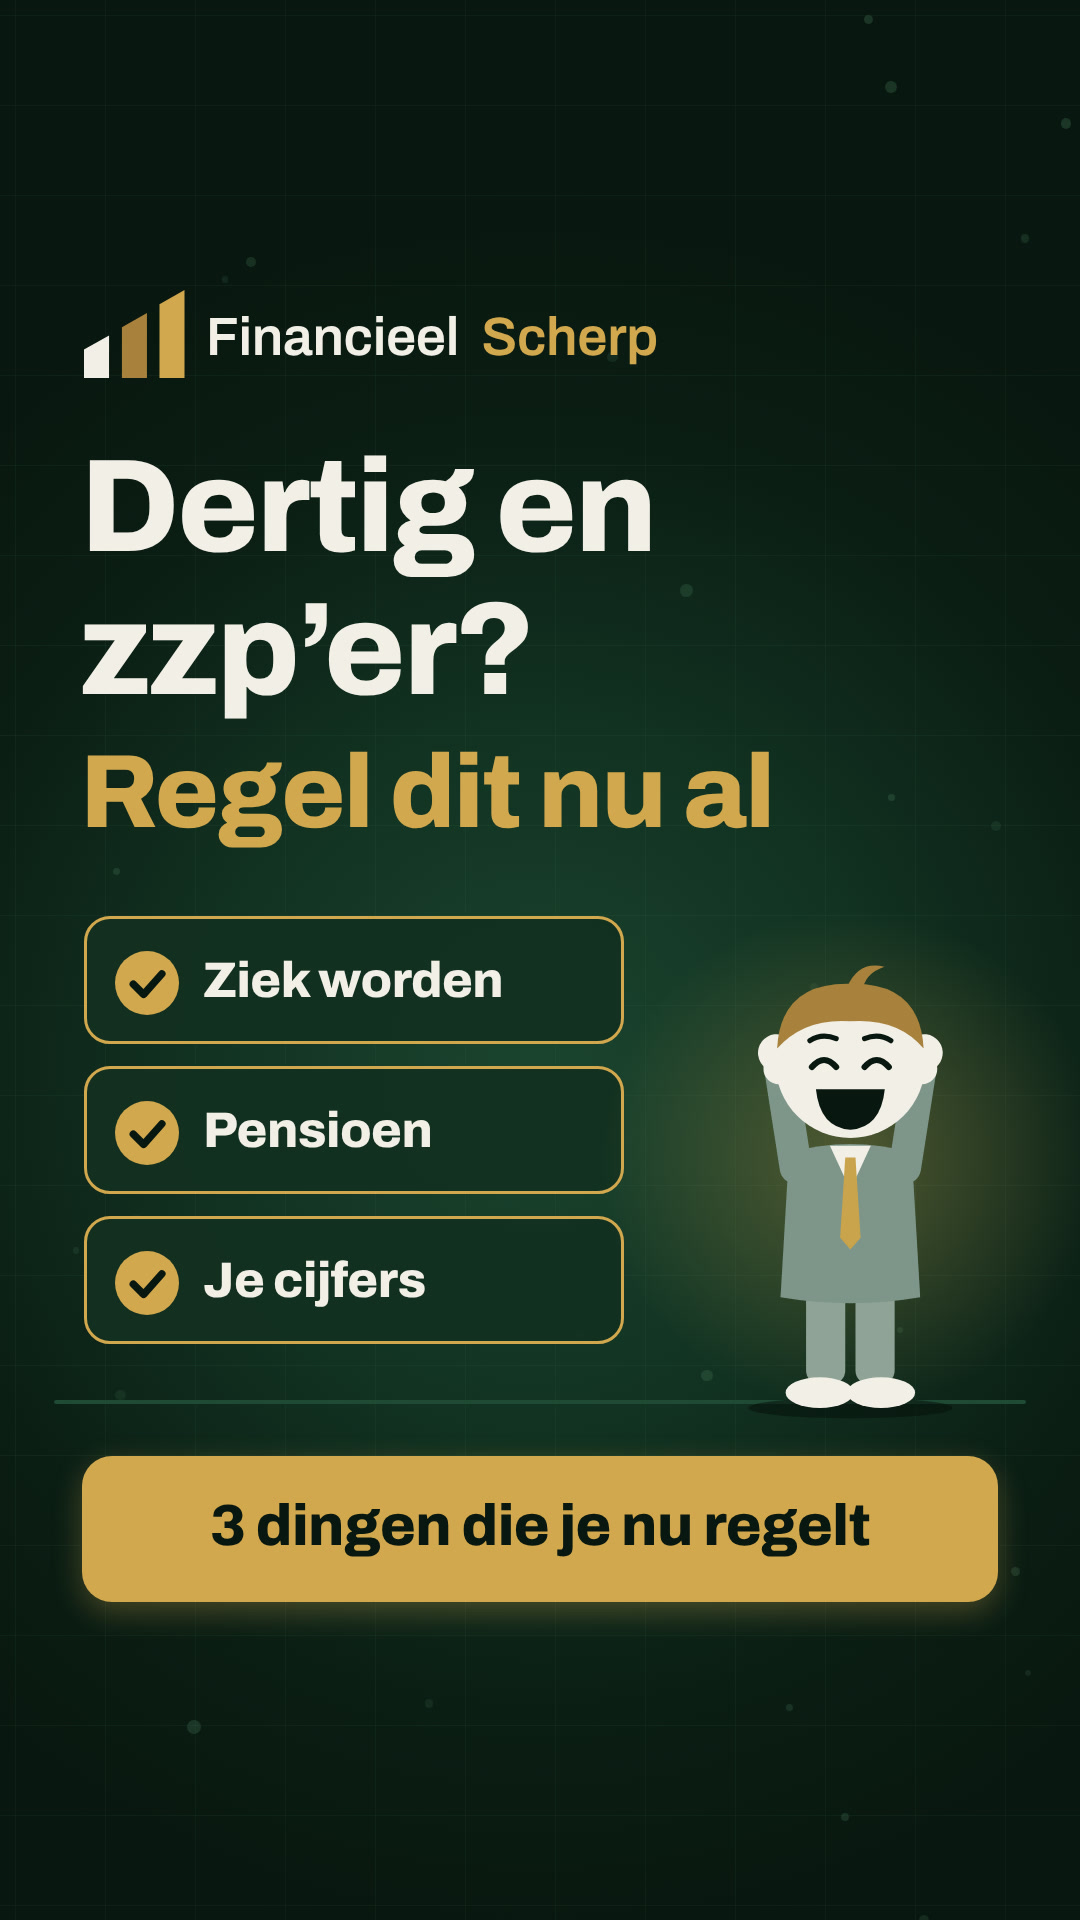 Financieel Scherp
Dertig en
zzp’er?
Regel dit nu al
Ziek worden
Pensioen
Je cijfers
3 dingen die je nu regelt